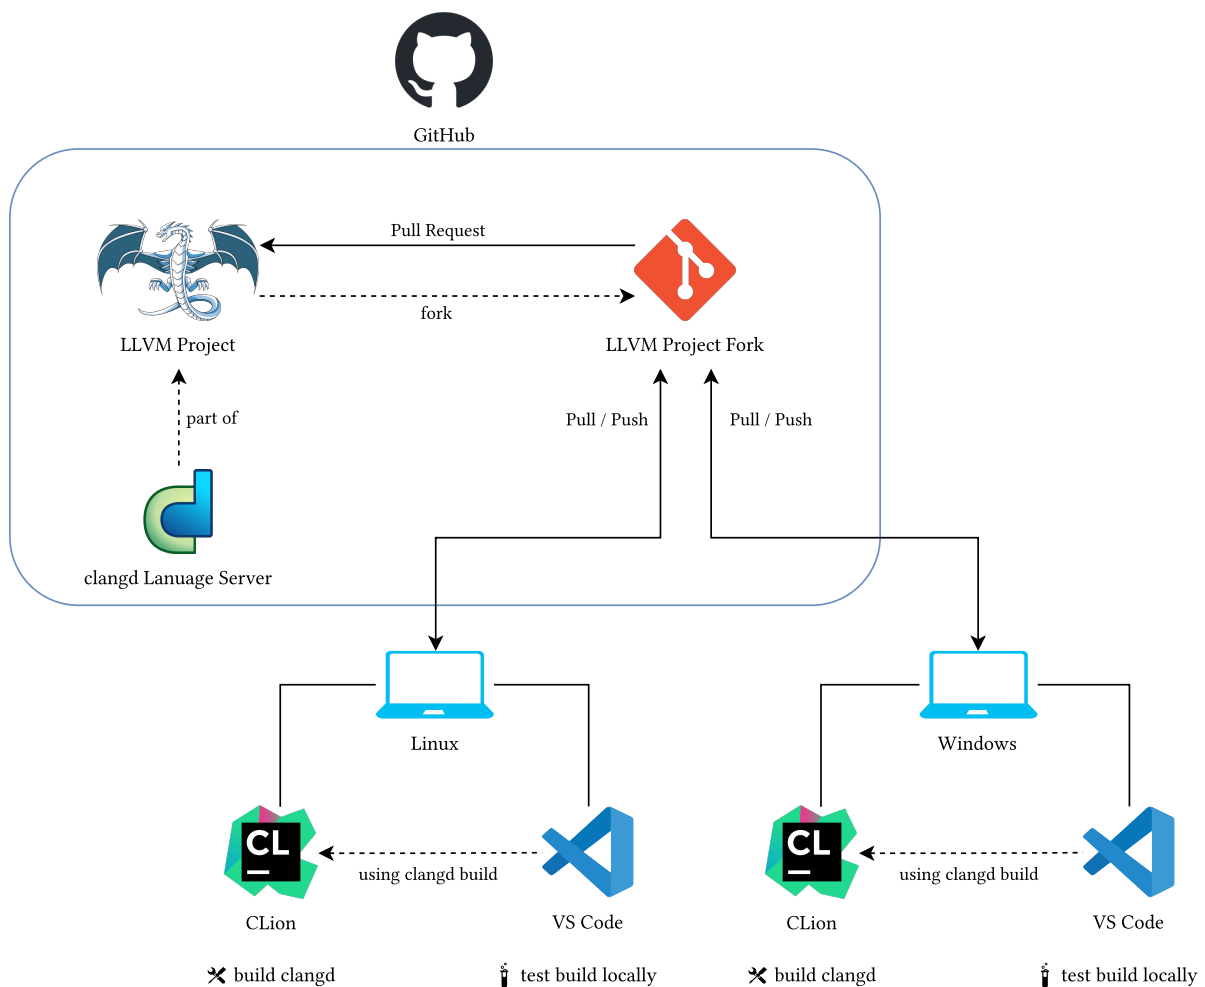 GitHub
Pull Request
fork
LLVM Project
LLVM Project Fork
part of
Pull / Push
Pull / Push
clangd Lanuage Server
Linux
Windows
CL
CL
using clangd build
using clangd build
CLion
VS Code
CLion
VS Code
build clangd
test build locally
build clangd
test build locally